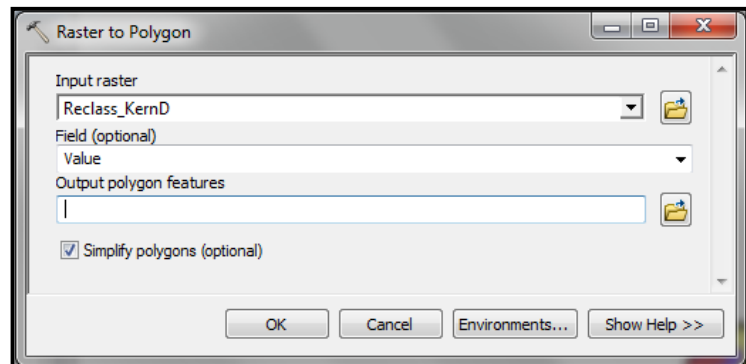 Raster to Polygon
Input raster
Reclass_KernD
Field (optional)
Value
Output polygon features
Simplify polygons (optional)
OK Cancel Environments... Show Help >>